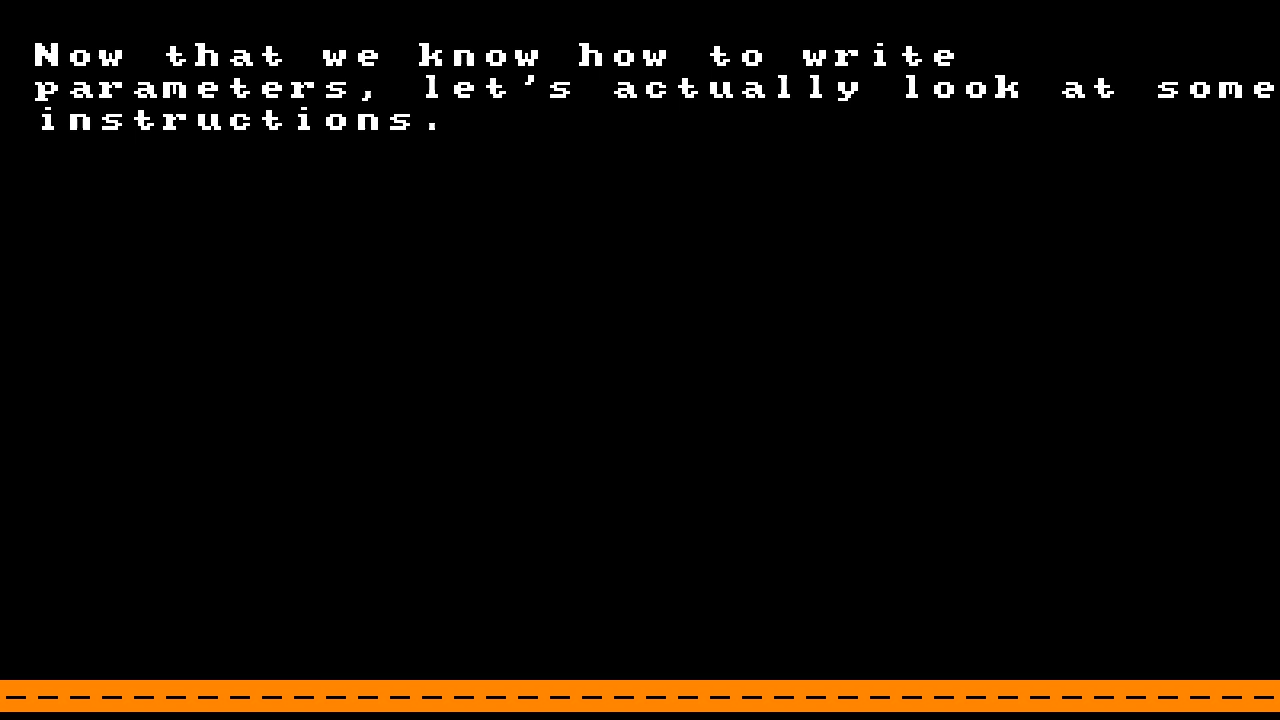 Now that we know how to write
parameters, let's actually look at some
instructions.